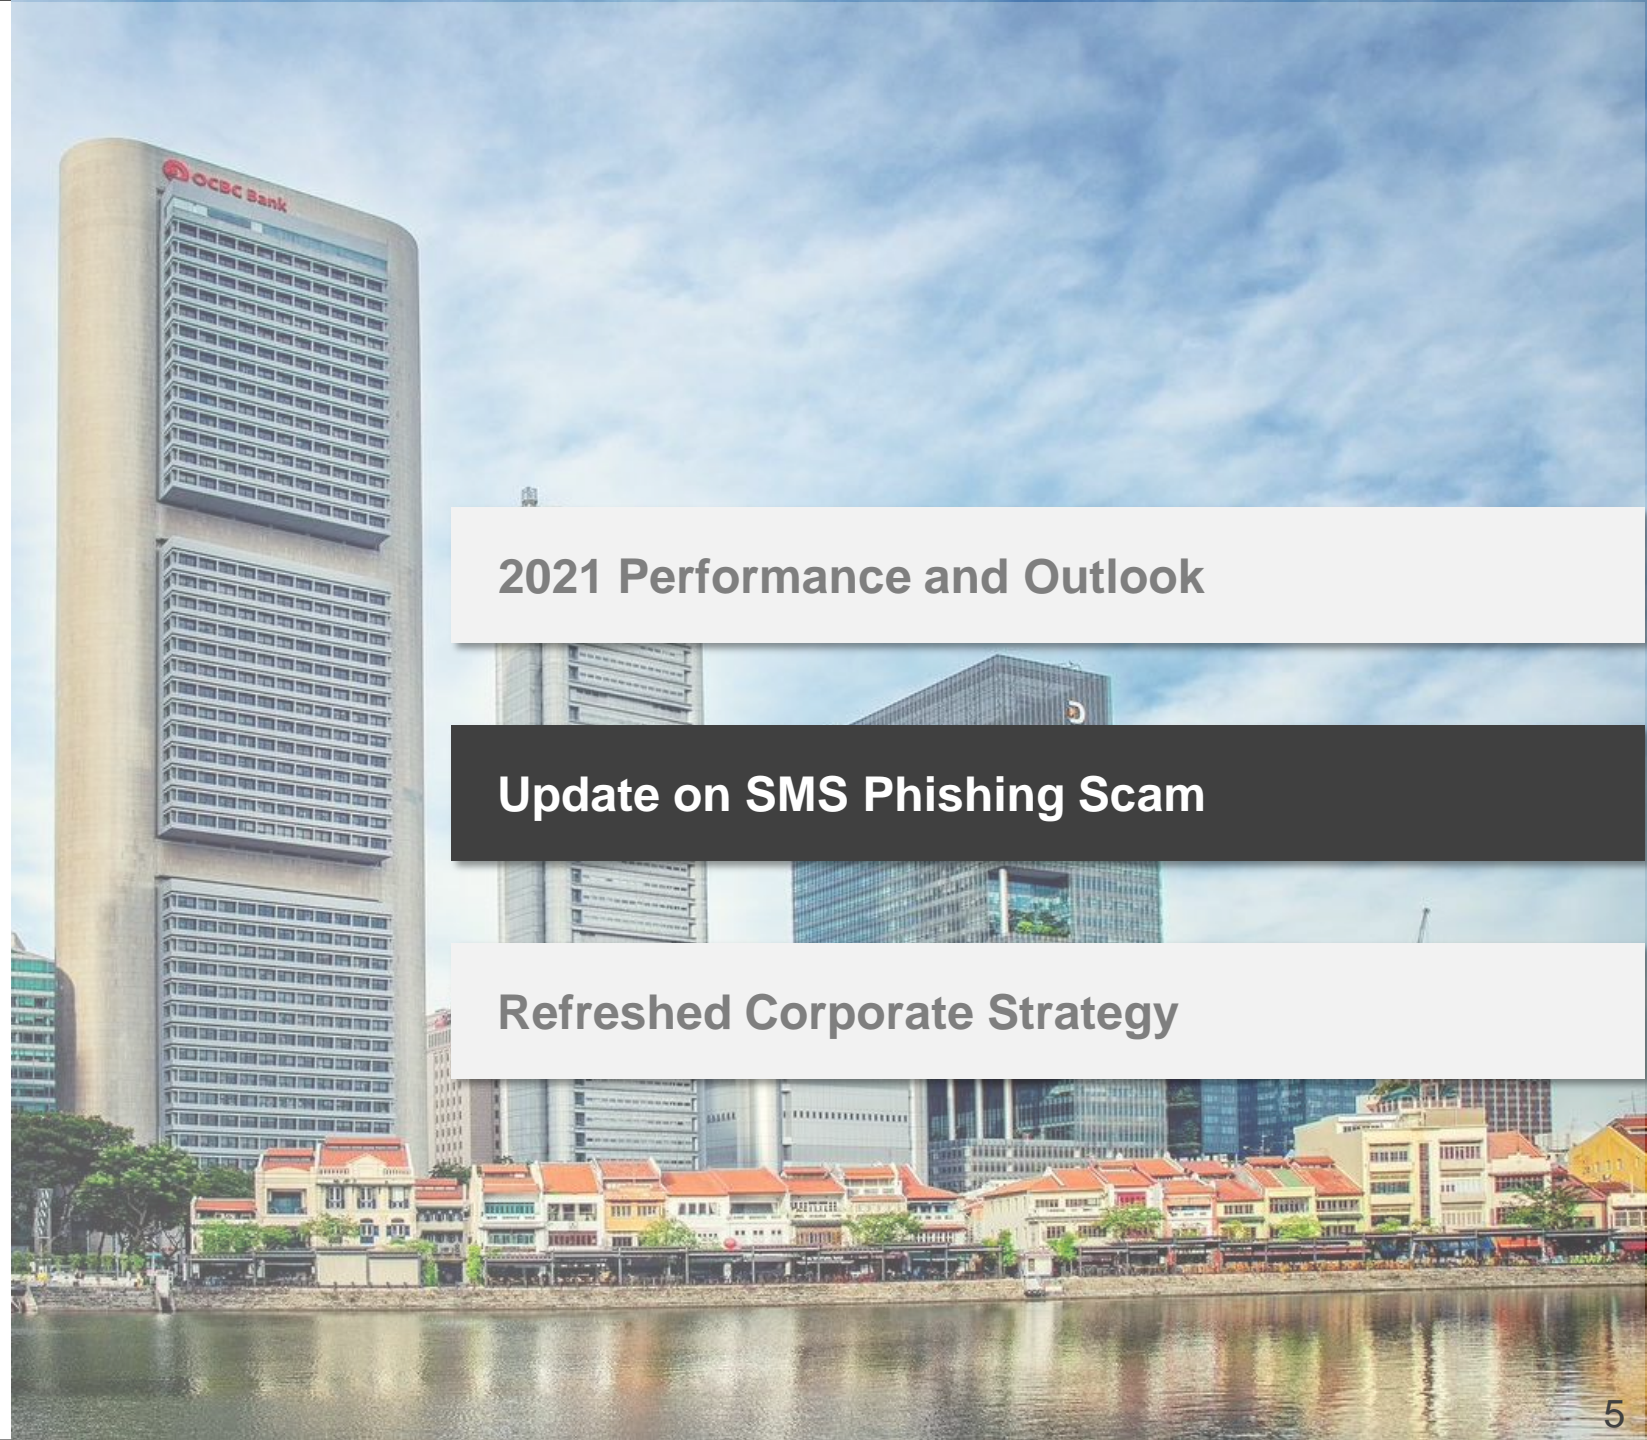 OCBC Bank
2021 Performance and Outlook
Update on SMS Phishing Scam
Refreshed Corporate Strategy
5